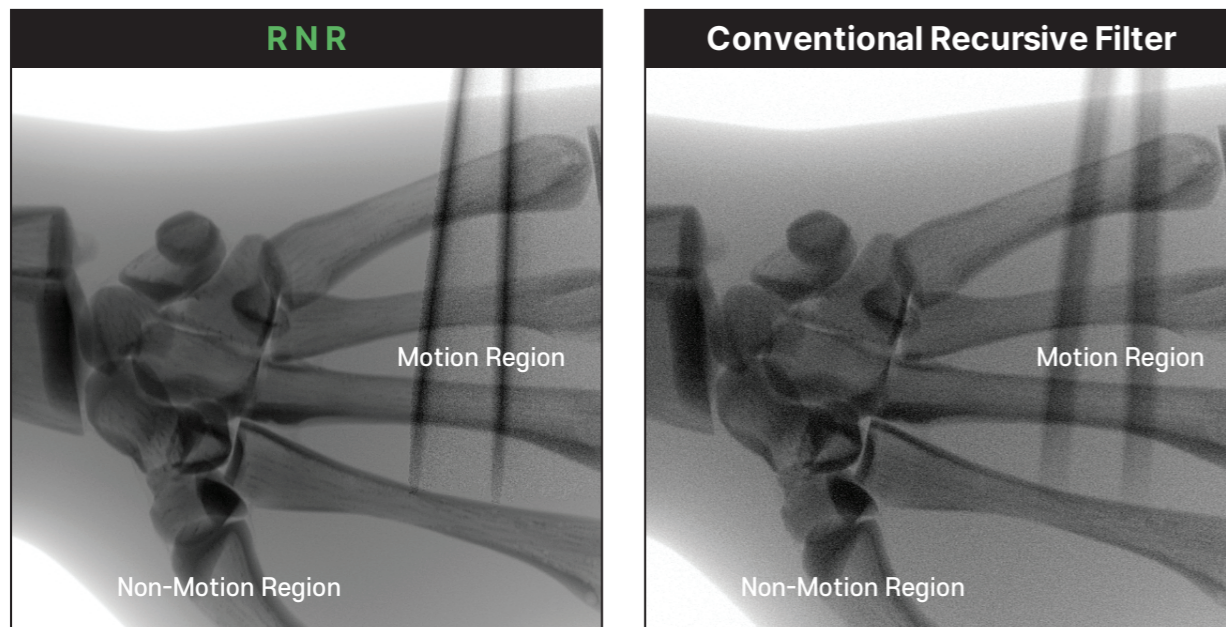 RNR
Conventional Recursive Filter
Motion Region
Motion Region
Non-Motion Region
Non-Motion Region